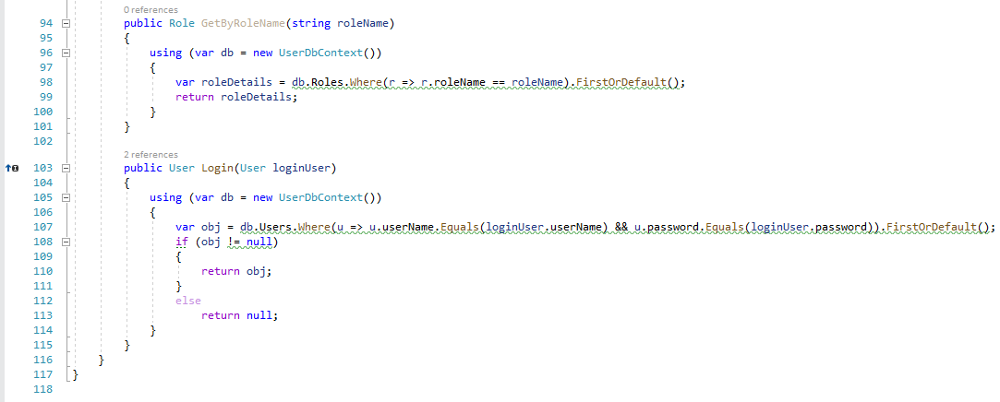 0 references
94 public Role GetByRoleName(string roleName)
95 {
96 using (var db = new UserDbContext())
97 {
98 var roleDetails = db.Roles.Where(r => r.roleName == roleName).FirstOrDefault();
99 return roleDetails;
100 }
101 }
102
2 references
103 public User Login(User loginUser)
104 {
105 using (var db = new UserDbContext())
106 {
107 var obj = db.Users.Where(u => u.userName.Equals(loginUser.userName) && u.password.Equals(loginUser.password)).FirstOrDefault();
108 if (obj != null)
109 {
110 return obj;
111 }
112 else
113 return null;
114 }
115 }
116 }
117 }
118